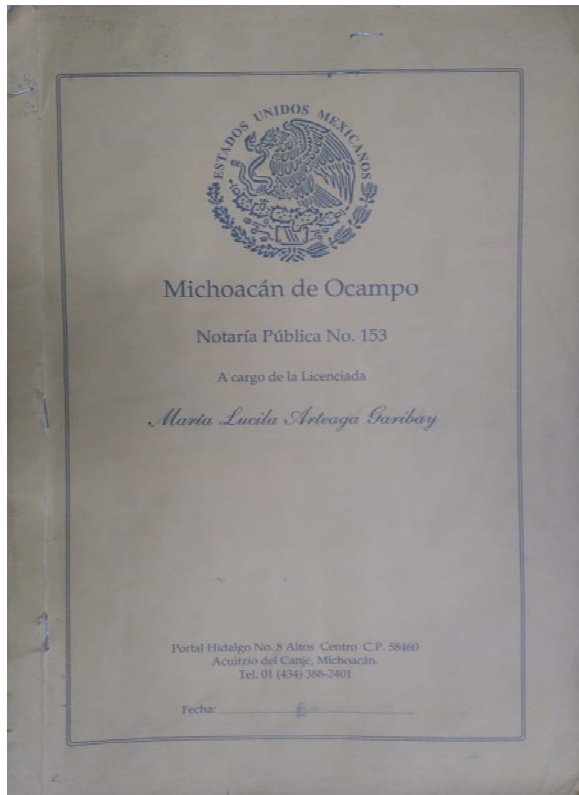 ESTADOS UNIDOS MEXICANOS
Michoacán de Ocampo
Notaría Pública No. 153
A cargo de la Licenciada
María Lucila Arteaga Garibay
Portal Hidalgo No. 8 Altos Centro C.P. 58460
Acuitzio del Canje, Michoacán.
Tel. 01 (434) 388-2401
Fecha: